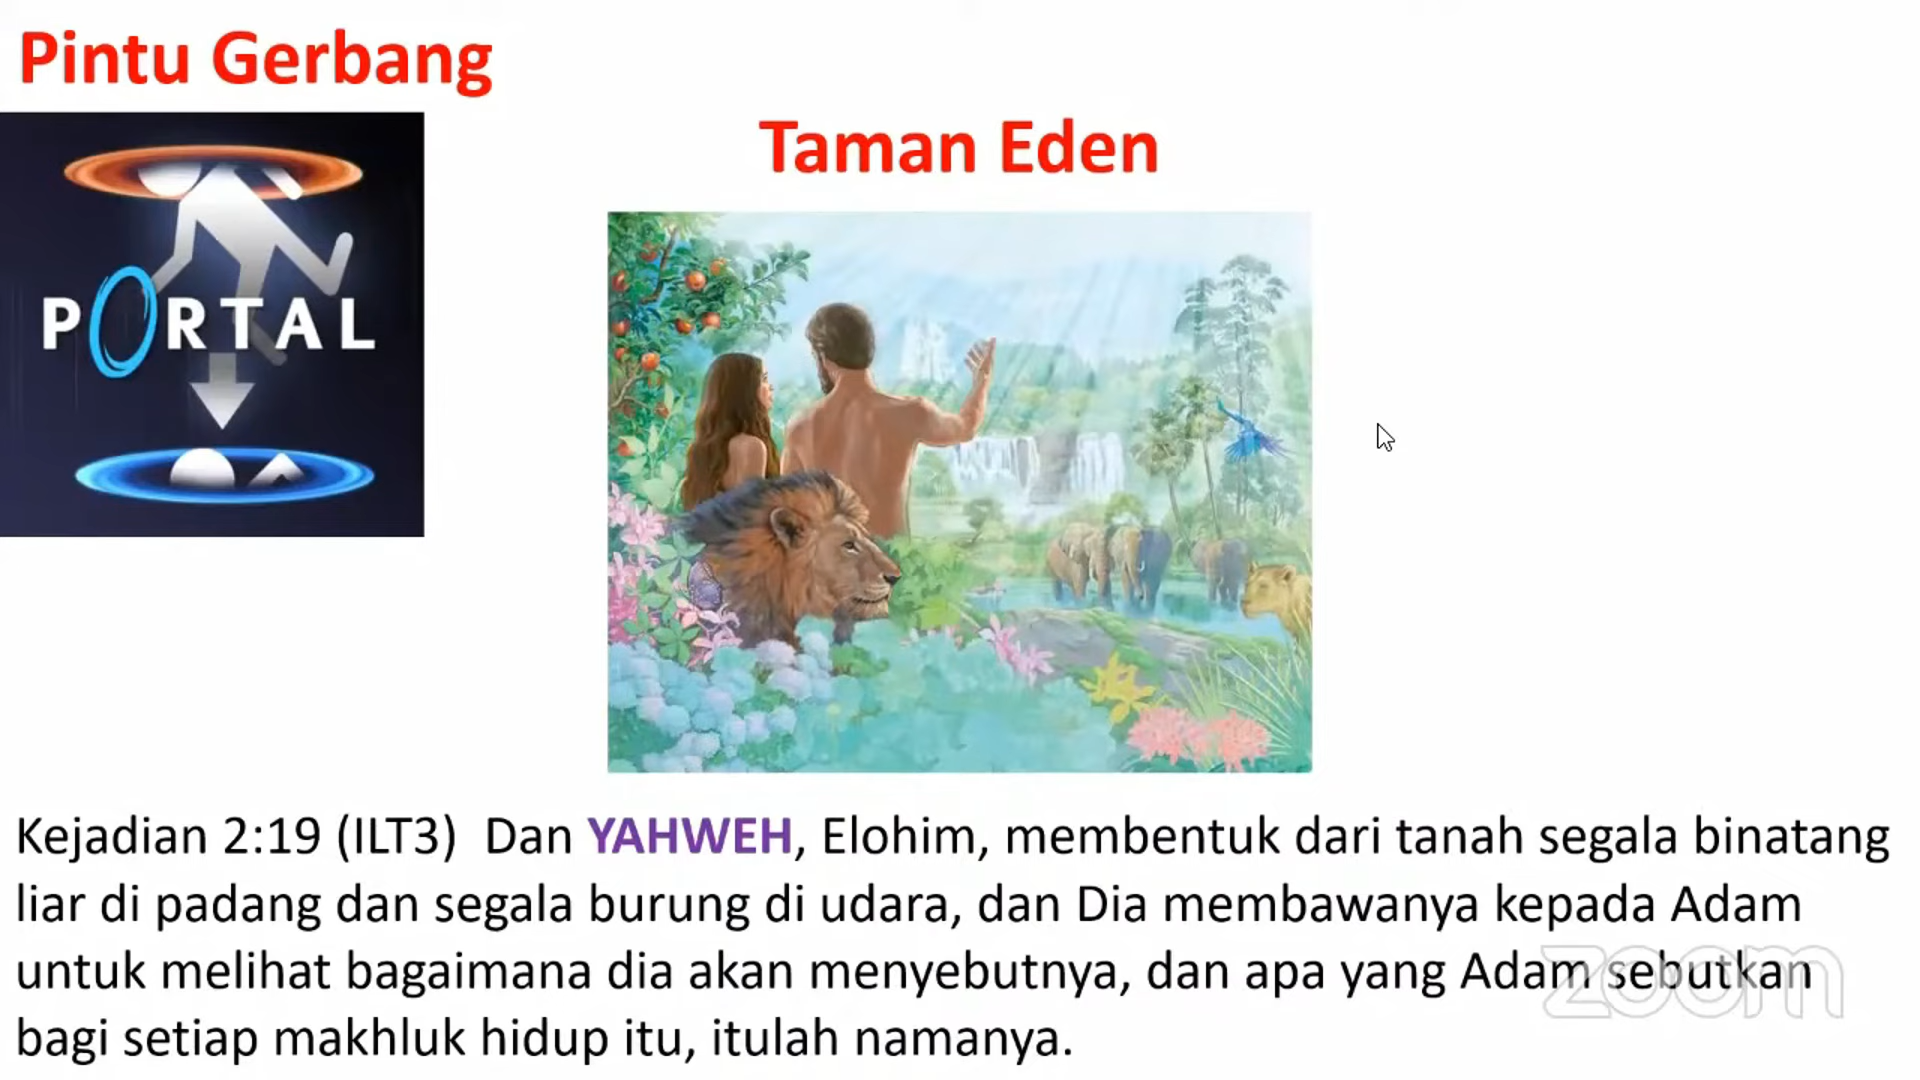 Pintu Gerbang
PORTAL
Taman Eden
Kejadian 2:19 (ILT3) Dan YAHWEH, Elohim, membentuk dari tanah segala binatang
liar di padang dan segala burung di udara, dan Dia membawanya kepada Adam
untuk melihat bagaimana dia akan menyebutnya, dan apa yang Adam sebutkan
bagi setiap makhluk hidup itu, itulah namanya.
zoom